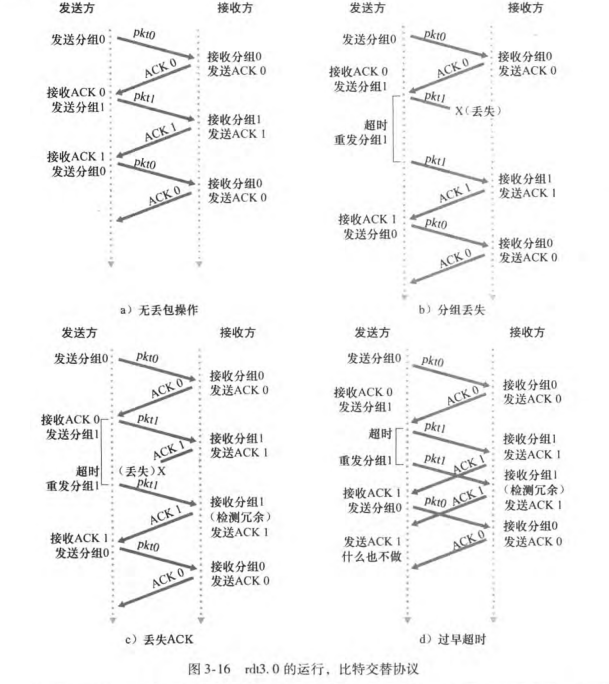 发送方 接收方
发送分组0 pkt0
接收分组0
ACK 0 发送ACK 0
接收ACK 0
发送分组1 pkt1
接收分组1
ACK 1 发送ACK 1
接收ACK 1
发送分组0 pkt0
接收分组0
ACK 0 发送ACK 0
a）无丢包操作
发送方 接收方
发送分组0 pkt0
接收分组0
ACK 0 发送ACK 0
接收ACK 0
发送分组1 pkt1
X（丢失）
超时
重发分组1
pkt1
接收分组1
ACK 1 发送ACK 1
接收ACK 1
发送分组0 pkt0
接收分组0
ACK 0 发送ACK 0
b）分组丢失
发送方 接收方
发送分组0 pkt0
接收分组0
ACK 0 发送ACK 0
接收ACK 0
发送分组1 pkt1
接收分组1
ACK 1 发送ACK 1
超时 （丢失）X
重发分组1 pkt1
接收分组1
（检测冗余）
ACK 1 发送ACK 1
接收ACK 1
发送分组0 pkt0
接收分组0
ACK 0 发送ACK 0
c）丢失ACK
发送方 接收方
发送分组0 pkt0
接收分组0
ACK 0 发送ACK 0
接收ACK 0
发送分组1
pkt1
超时
接收分组1
发送ACK 1
重发分组1 pkt1
ACK 1
接收分组1
（检测冗余）
发送ACK 1
接收ACK 1
发送分组0 pkt0
ACK 1
接收分组0
发送ACK 0
发送ACK 1
什么也不做
ACK 0
d）过早超时
图3-16 rdt3.0的运行，比特交替协议